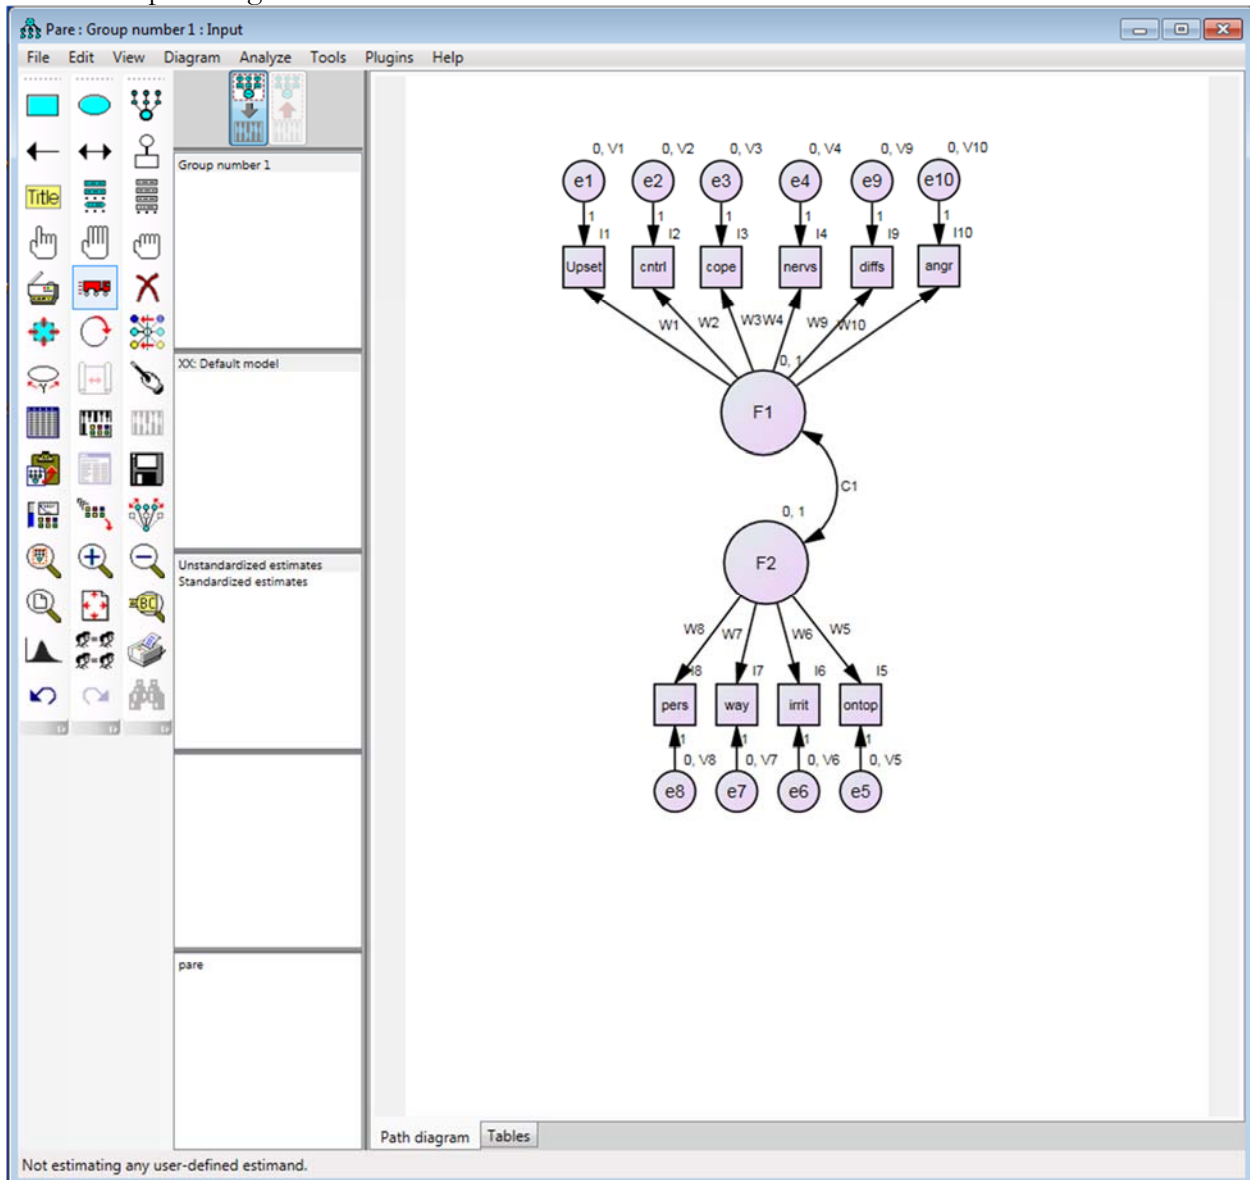 Pare : Group number 1 : Input
File Edit View Diagram Analyze Tools Plugins Help
Title
Group number 1
XX: Default model
Unstandardized estimates
Standardized estimates
pare
0, V1 0, V2 0, V3 0, V4 0, V9 0, V10
e1 e2 e3 e4 e9 e10
1 1 1 1 1 1
I1 I2 I3 I4 I9 I10
Upset cntrl cope nervs diffs angr
W1 W2 W3 W4 W9 W10
0, 1
F1
C1
0, 1
F2
W8 W7 W6 W5
I8 I7 I6 I5
pers way irrit ontop
1 1 1 1
0, V8 0, V7 0, V6 0, V5
e8 e7 e6 e5
Path diagram Tables
Not estimating any user-defined estimand.